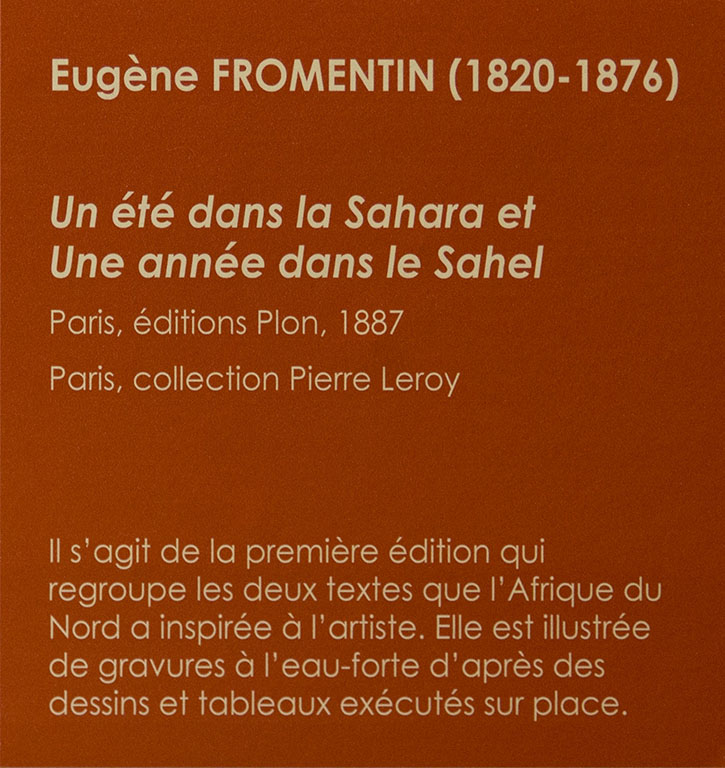 Eugène FROMENTIN (1820-1876)
Un été dans la Sahara et
Une année dans le Sahel
Paris, éditions Plon, 1887
Paris, collection Pierre Leroy
Il s'agit de la première édition qui
regroupe les deux textes que l'Afrique du
Nord a inspirée à l'artiste. Elle est illustrée
de gravures à l'eau-forte d'après des
dessins et tableaux exécutés sur place.